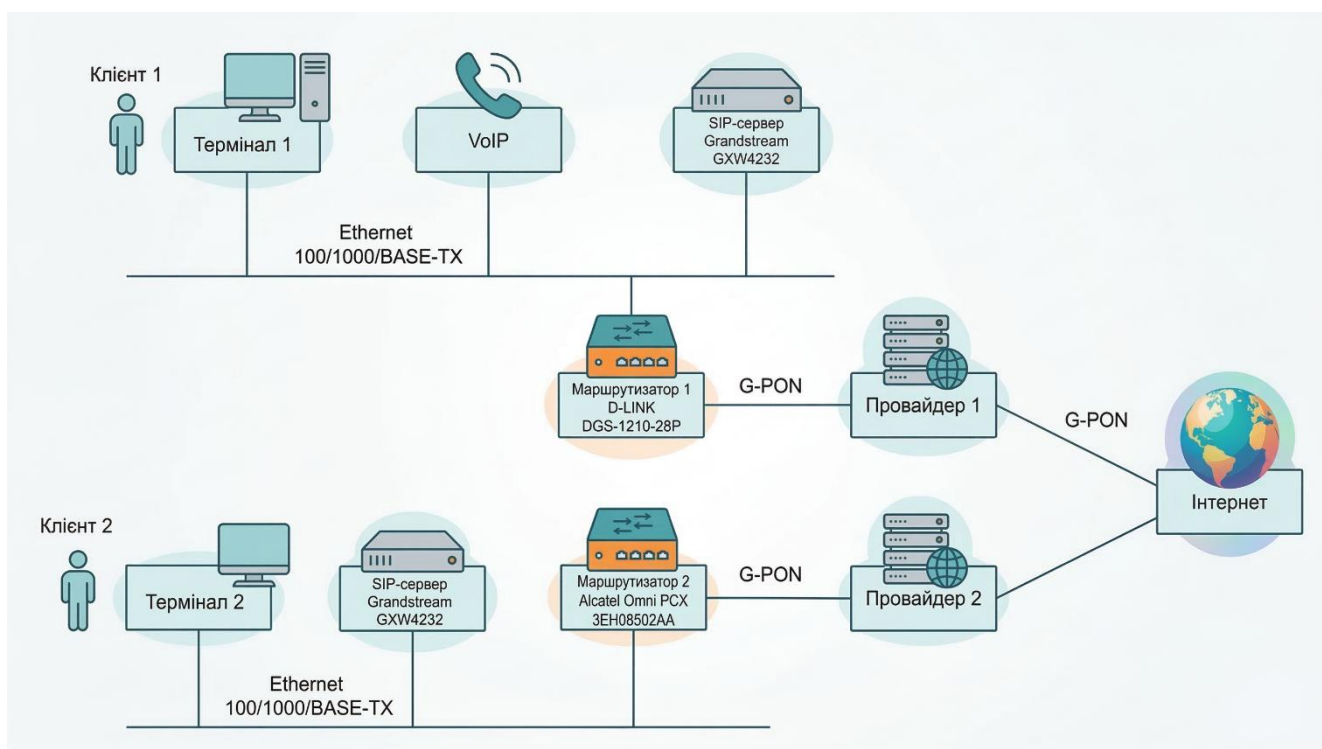 Клієнт 1
Термінал 1
VoIP
SIP-сервер
Grandstream
GXW4232
Ethernet
100/1000/BASE-TX
Маршрутизатор 1
D-LINK
DGS-1210-28P
G-PON
Провайдер 1
G-PON
Інтернет
Клієнт 2
Термінал 2
SIP-сервер
Grandstream
GXW4232
Маршрутизатор 2
Alcatel Omni PCX
3EH08502AA
G-PON
Провайдер 2
Ethernet
100/1000/BASE-TX